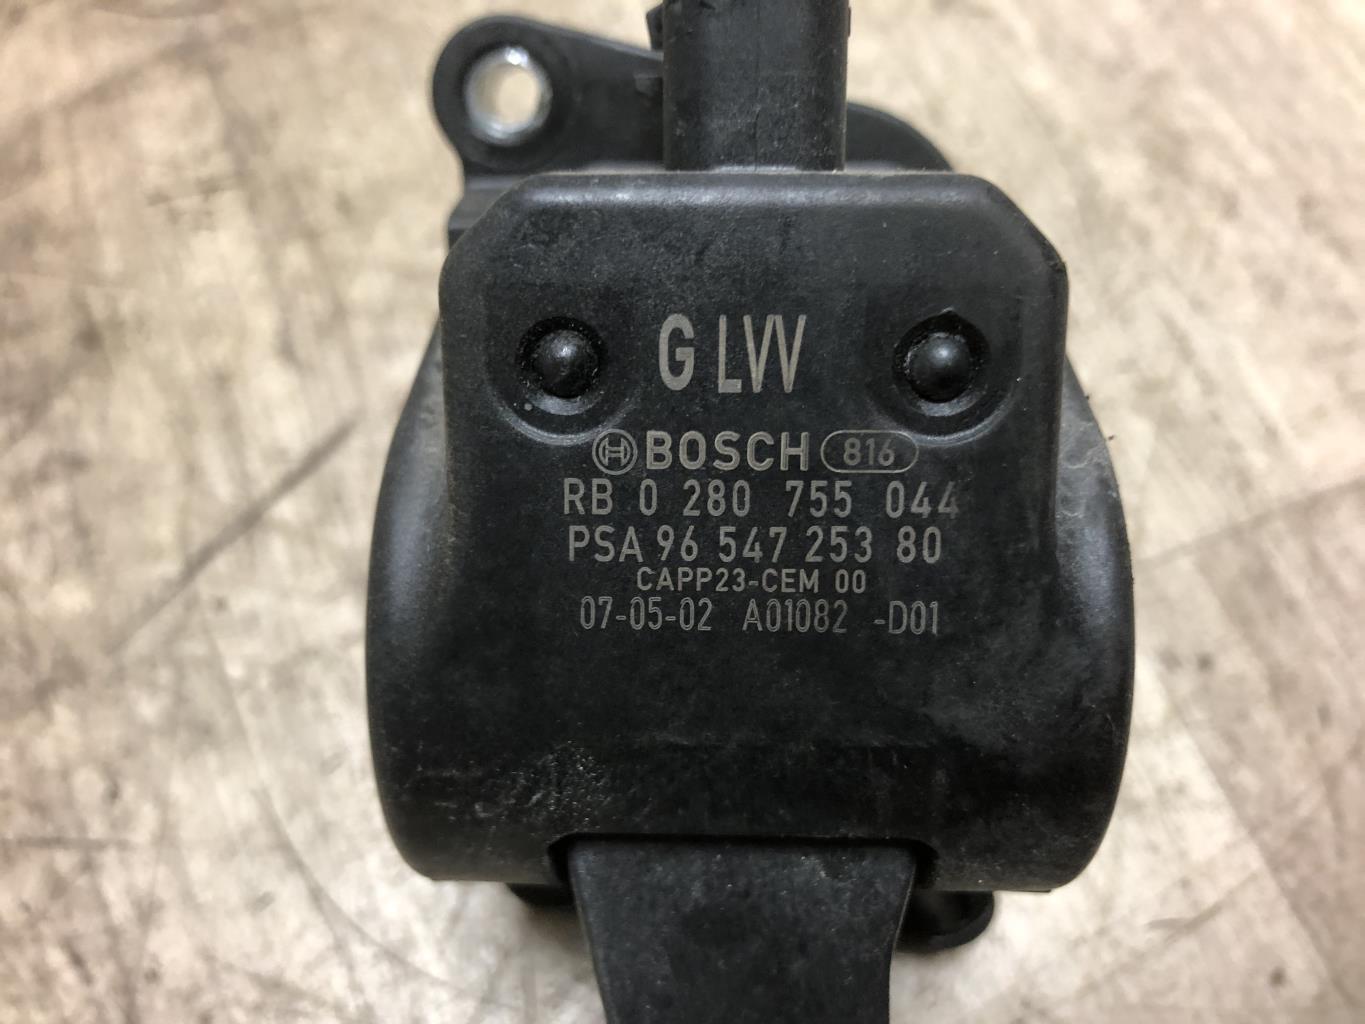 G LVV
BOSCH 816
RB 0 280 755 044
PSA 96 547 253 80
CAPP23-CEM 00
07-05-02 A01082 -D01